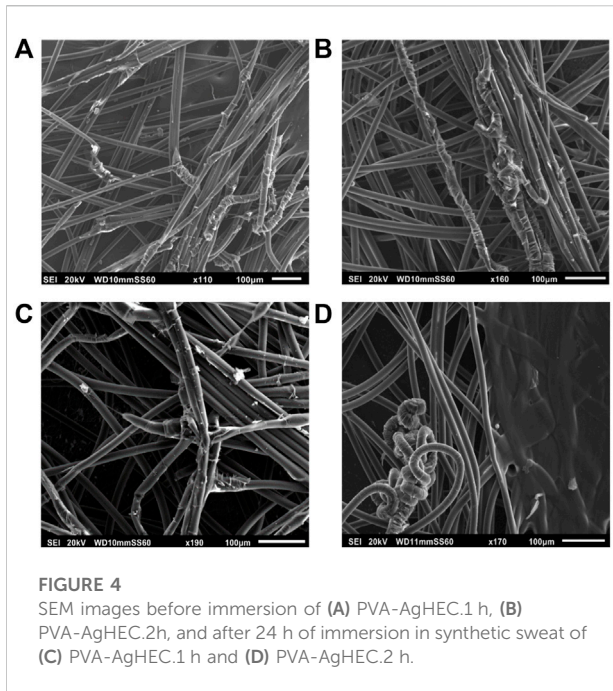 A
B
SEI 20kV WD10mmSS60 x110 100µm
SEI 20kV WD10mmSS60 x160 100µm
C
D
SEI 20kV WD10mmSS60 x190 100µm
SEI 20kV WD11mmSS60 x170 100µm
FIGURE 4
SEM images before immersion of (A) PVA-AgHEC.1 h, (B)
PVA-AgHEC.2h, and after 24 h of immersion in synthetic sweat of
(C) PVA-AgHEC.1 h and (D) PVA-AgHEC.2 h.